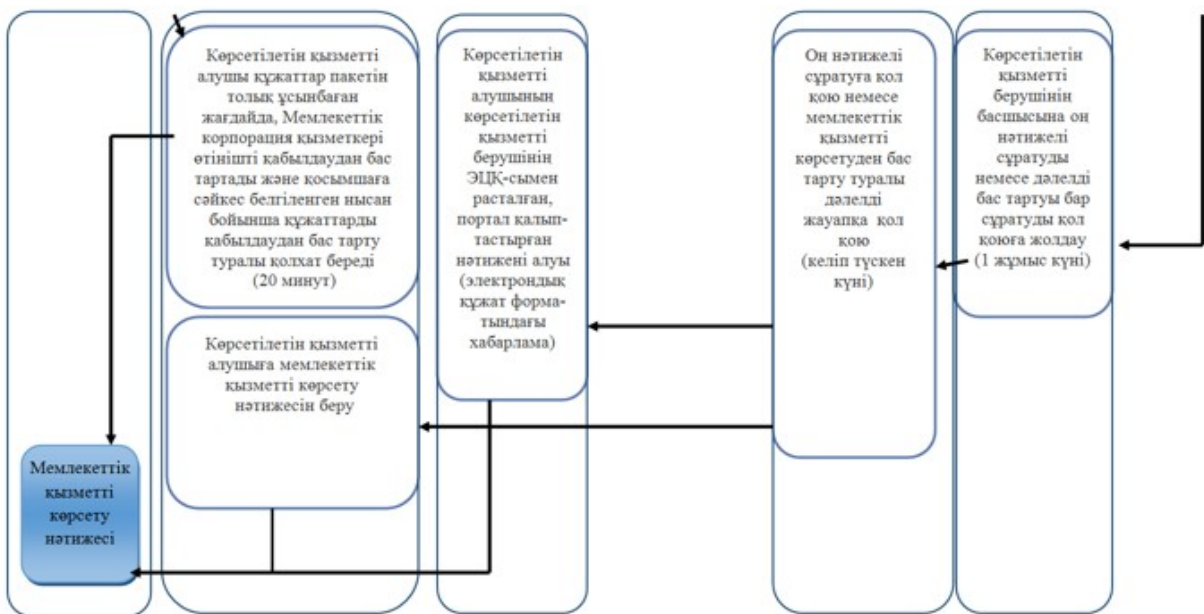 Көрсетілетін қызметті
алушы құжаттар пакетін
толық ұсынбаған
жағдайда, Мемлекеттік
корпорация қызметкері
өтінішті қабылдаудан бас
тартады және қосымшаға
сәйкес белгіленген нысан
бойынша құжаттарды
қабылдаудан бас тарту
туралы қолхат береді
(20 минут)
Көрсетілетін қызметті
алушыға мемлекеттік
қызметті көрсету
нәтижесін беру
Мемлекеттік
қызметті
көрсету
нәтижесі
Көрсетілетін
қызметті
алушының
көрсетілетін
қызметті
берушінің
ЭЦҚ-сымен
расталған,
портал қалып-
тастырған
нәтижені алуы
(электрондық
құжат форма-
тындағы
хабарлама)
Оң нәтижелі
сұратуға қол
қою немесе
мемлекеттік
қызметті
көрсетуден бас
тарту туралы
дәлелді
жауапқа қол
қою
(келіп түскен
күні)
Көрсетілетін
қызметті
берушінің
басшысына оң
нәтижелі
сұратуды
немесе дәлелді
бас тартуы бар
сұратуды қол
қоюға жолдау
(1 жұмыс күні)